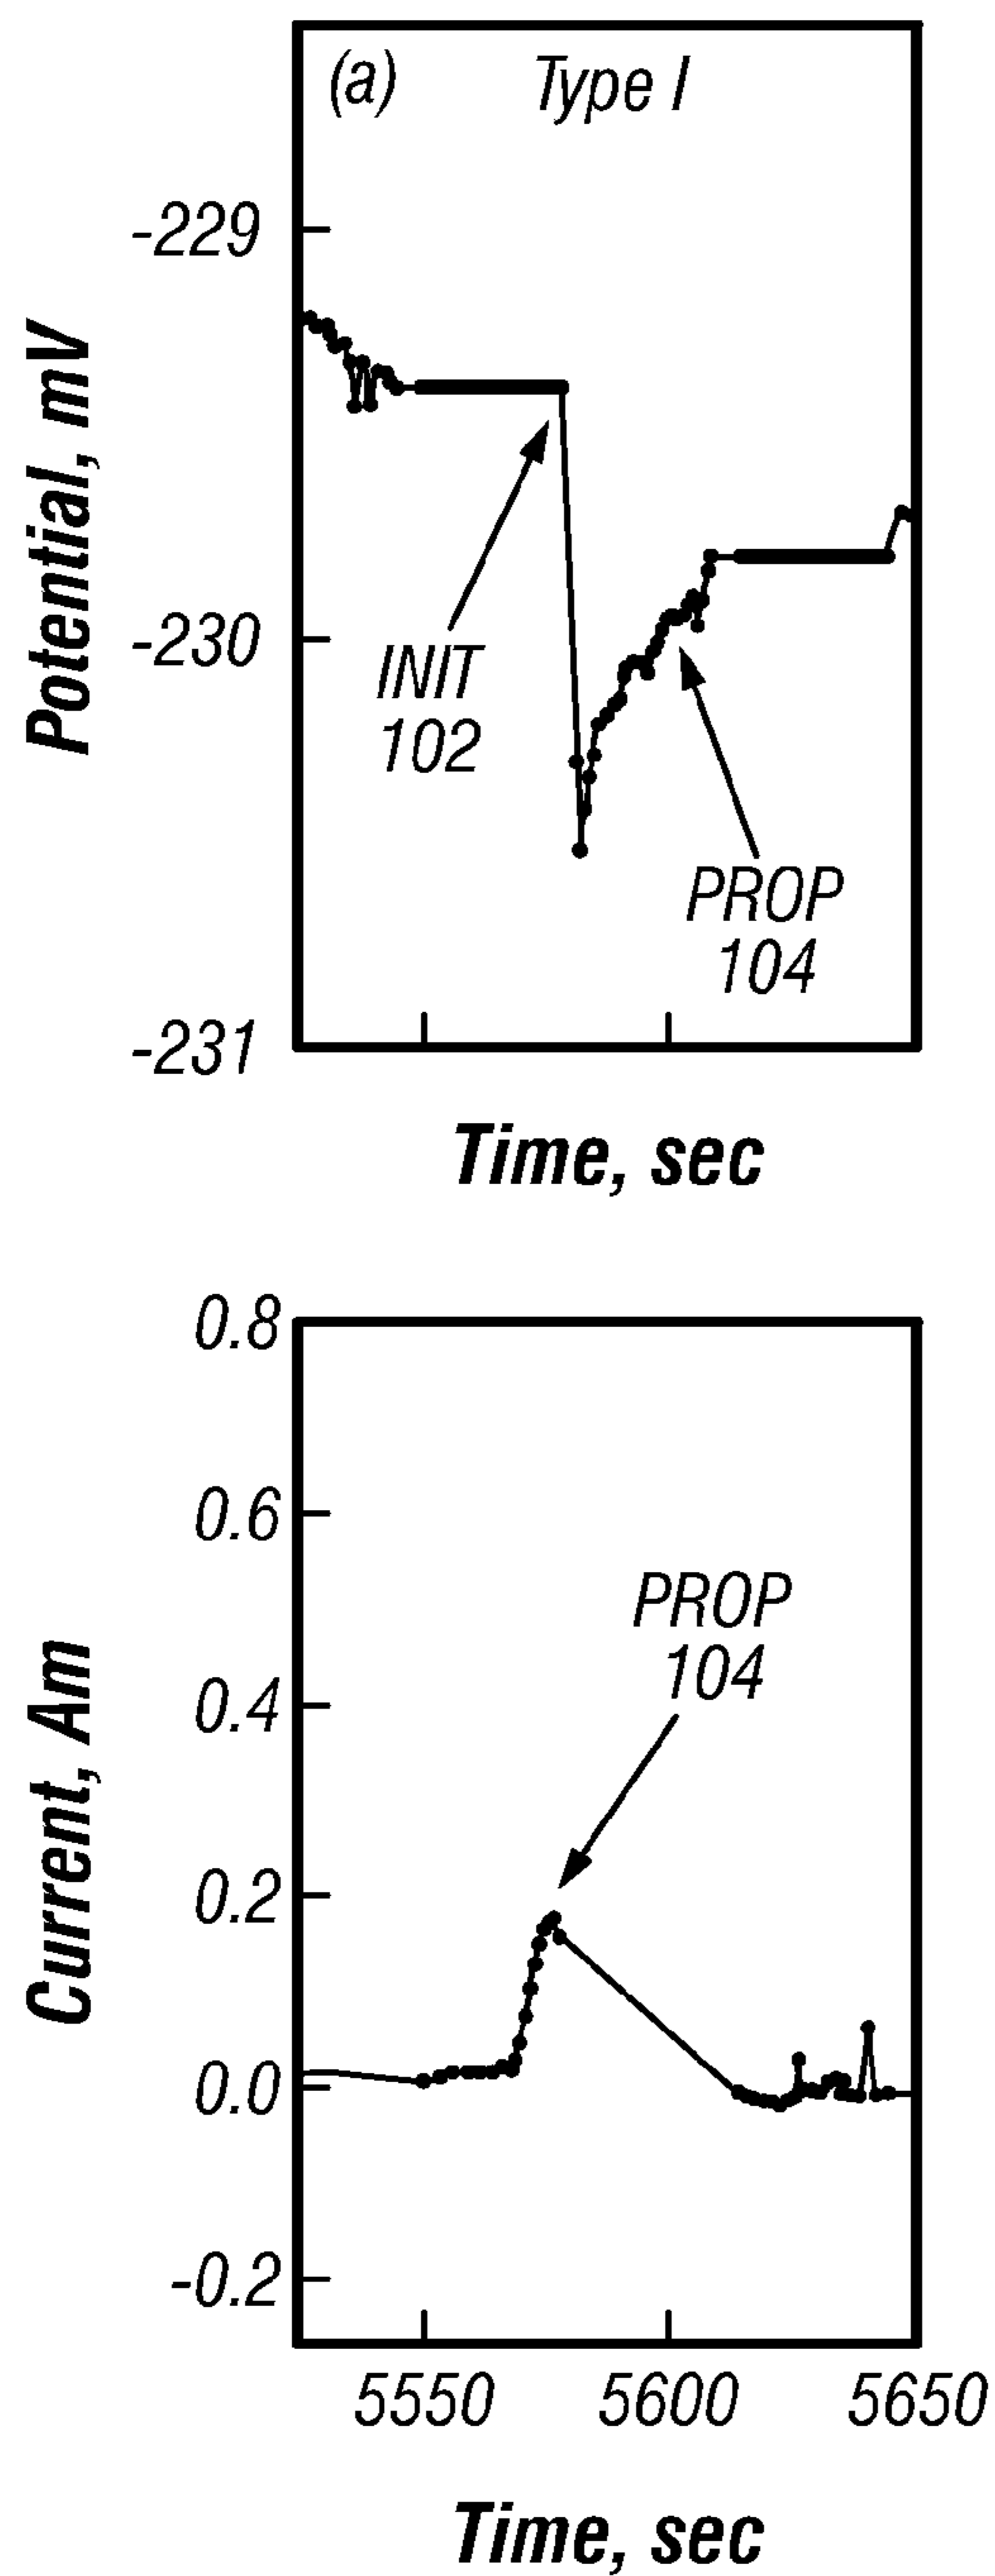 (a) Type I
-229
-230
-231
Potential, mV
INIT
102
PROP
104
Time, sec
0.8
0.6
0.4
0.2
0.0
-0.2
Current, Am
PROP
104
5550 5600 5650
Time, sec